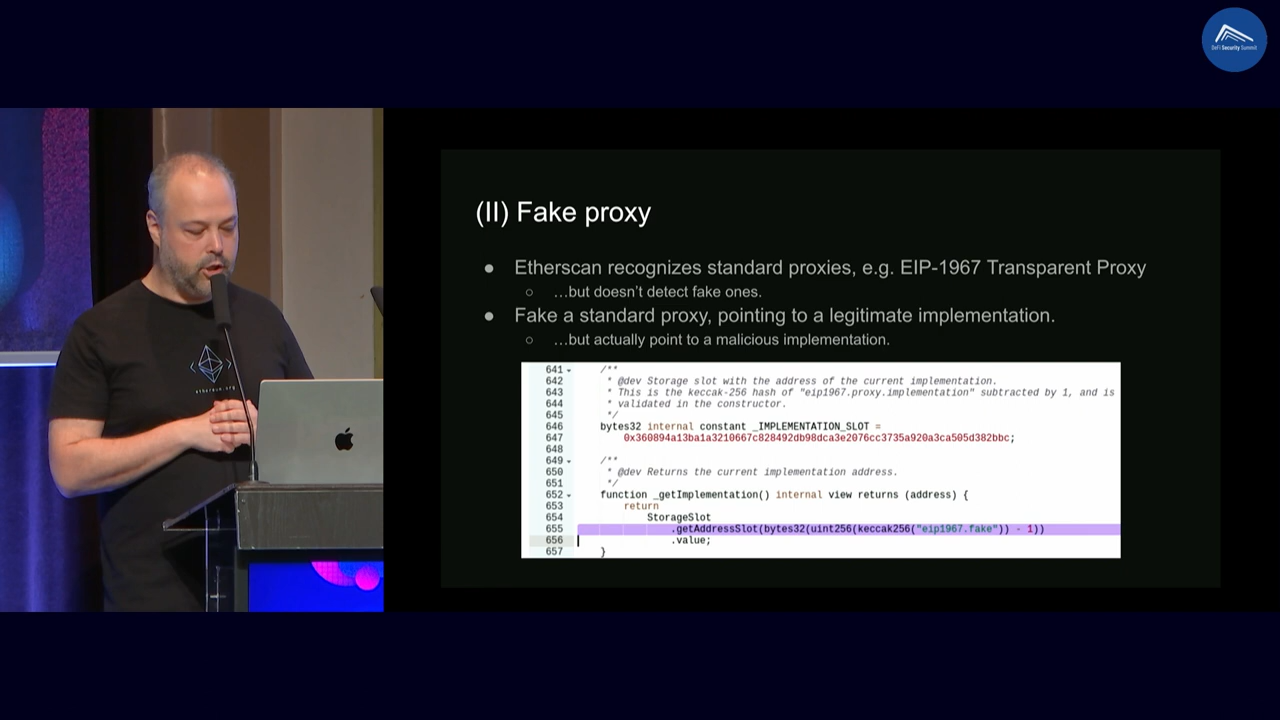 DeFi Security Summit
(II) Fake proxy
● Etherscan recognizes standard proxies, e.g. EIP-1967 Transparent Proxy
○ …but doesn’t detect fake ones.
● Fake a standard proxy, pointing to a legitimate implementation.
○ …but actually point to a malicious implementation.
641 /**
642 * @dev Storage slot with the address of the current implementation.
643 * This is the keccak-256 hash of "eip1967.proxy.implementation" subtracted by 1, and is
644 * validated in the constructor.
645 */
646 bytes32 internal constant _IMPLEMENTATION_SLOT =
647 0x360894a13ba1a3210667c828492db98dca3e2076cc3735a920a3ca505d382bbc;
648
649 /**
650 * @dev Returns the current implementation address.
651 */
652 function _getImplementation() internal view returns (address) {
653 return
654 StorageSlot
655 .getAddressSlot(bytes32(uint256(keccak256("eip1967.fake")) - 1))
656 .value;
657 }
ethereum.org